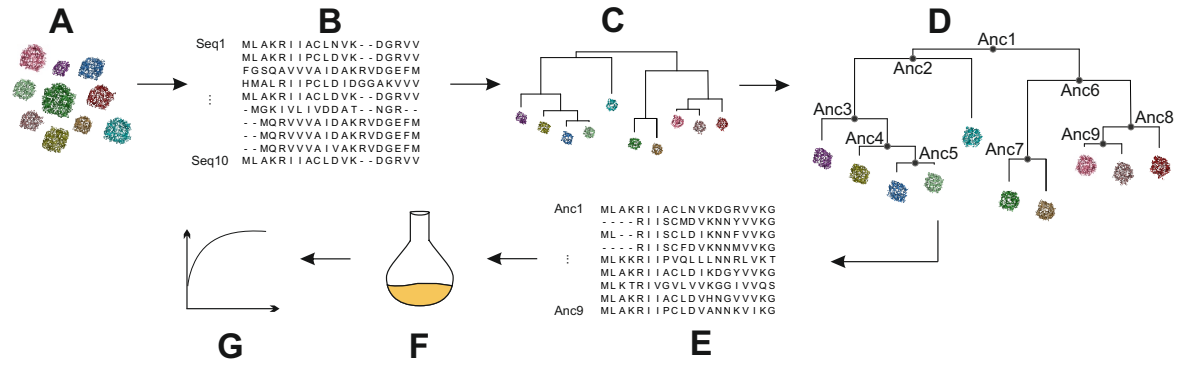 A
B
C
D
Seq1
MLAKRIIACLNVK--DGRVV
MLAKRIIPCLDVK--DGRVV
FGSQAVVVAIDAKRVDGEFM
HMALRIIPCLDIDGGAKVVV
MLAKRIIACLDVK--DGRVV
-MGKIVLIVDDAT--NGR--
--MQRVVVAIDAKRVDGEFM
--MQRVVVAIDAKRVDGEFM
--MQRVVVAIVAKRVDGEFM
Seq10
MLAKRIIACLDVK--DGRVV
Anc1
Anc2
Anc6
Anc3
Anc4
Anc5
Anc7
Anc9
Anc8
Anc1
MLAKRIIACLNVKDGRVVKG
----RIISCMDVKNNYVVKG
ML--RIISCLDIKNNFVVKG
----RIISCFDVKNNMVVKG
MLKKRIIPVQLLLNNRLVKT
MLAKRIIACLDIKDGYVVKG
MLKTRIVGVLVVKGGIVVQS
MLAKRIIACLDVHNGVVVKG
Anc9
MLAKRIIPCLDVANNKVIKG
G
F
E